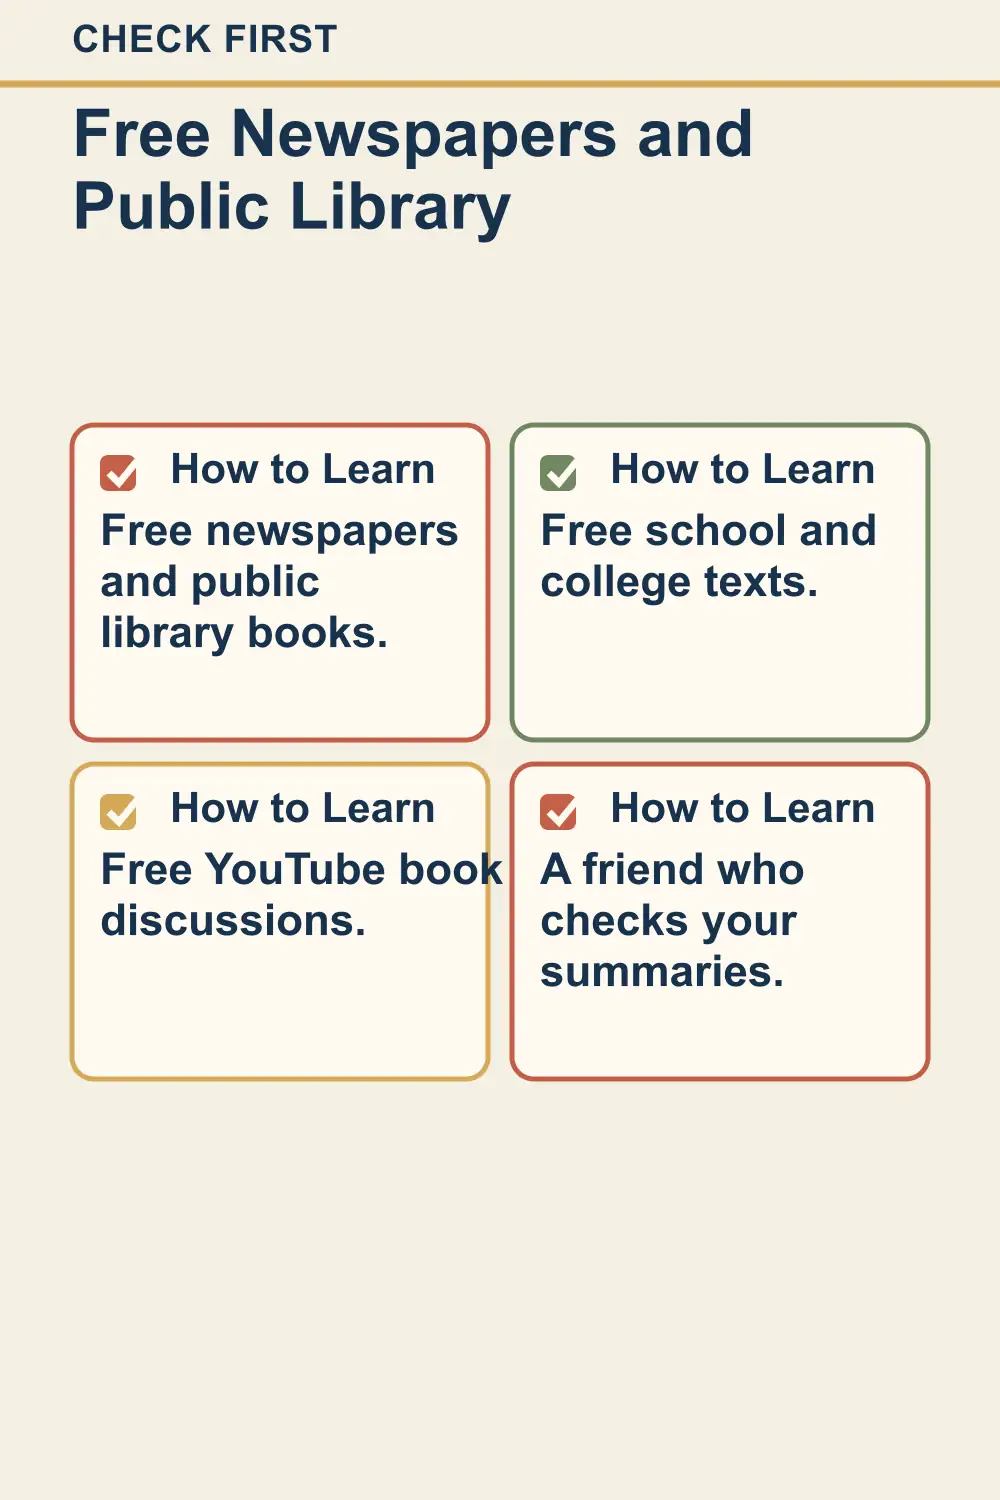 CHECK FIRST
Free Newspapers and
Public Library
How to Learn
Free newspapers
and public
library books.
How to Learn
Free school and
college texts.
How to Learn
Free YouTube book
discussions.
How to Learn
A friend who
checks your
summaries.